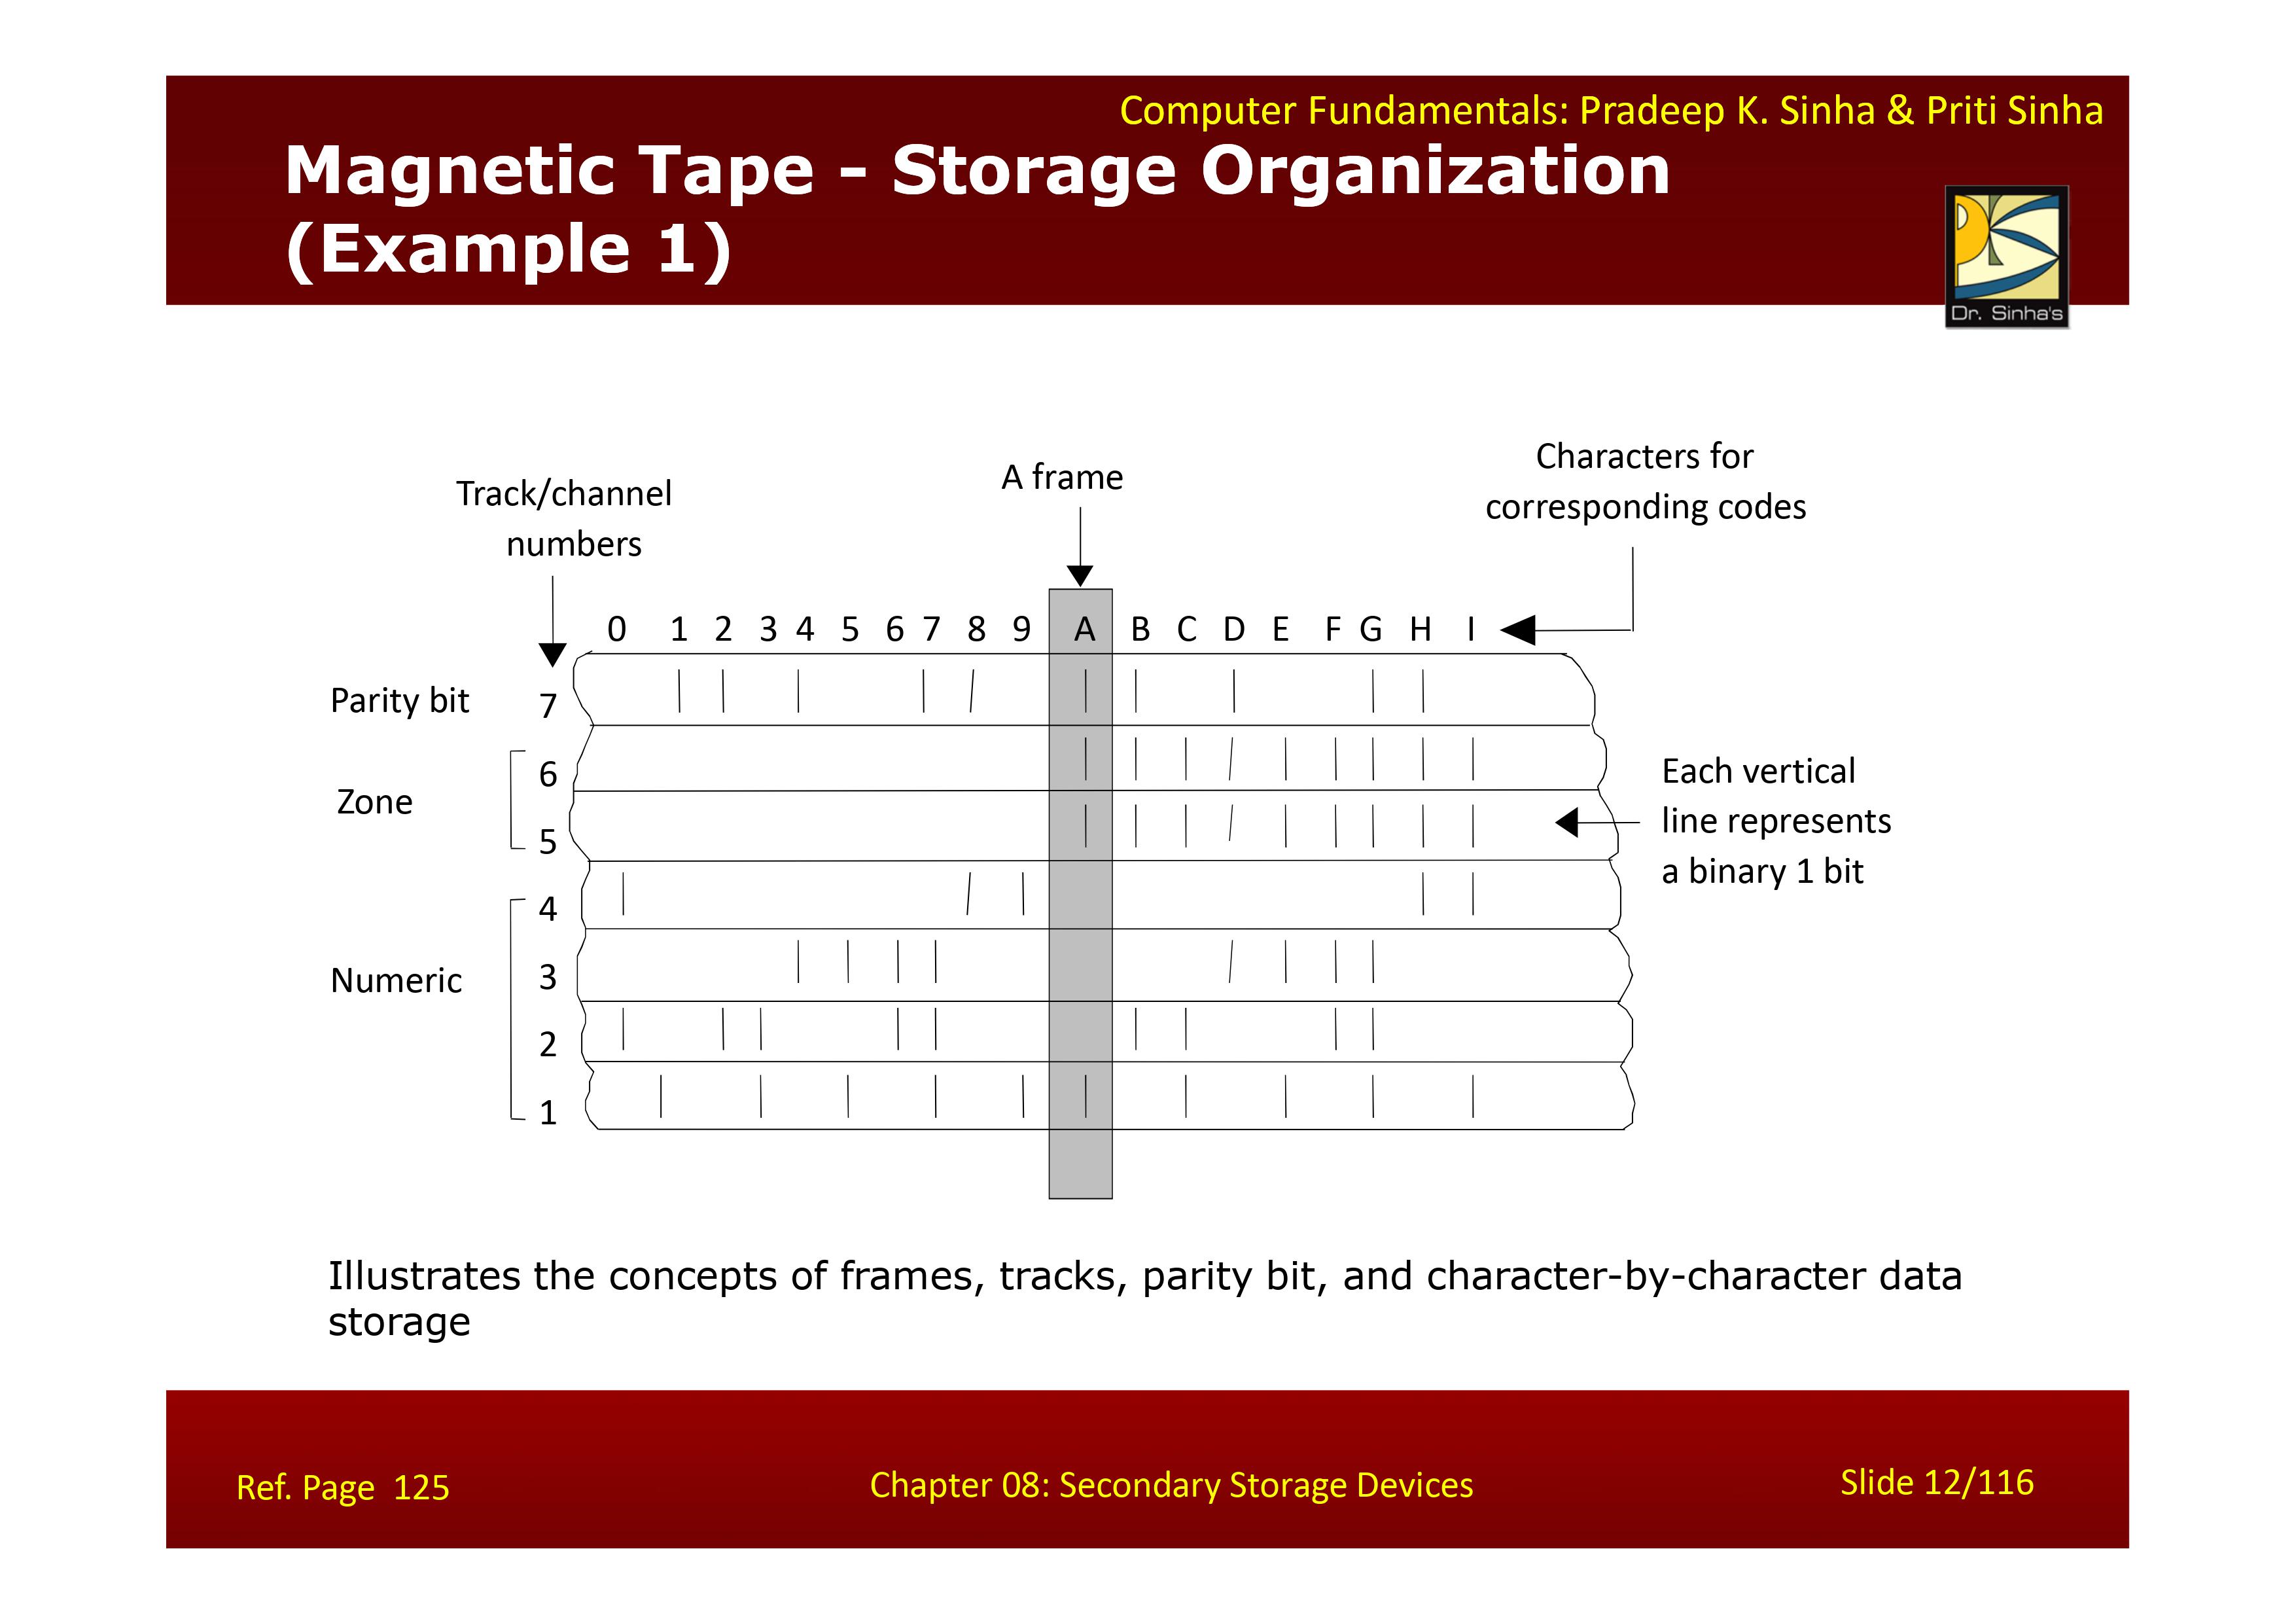 Computer Fundamentals: Pradeep K. Sinha & Priti Sinha
Magnetic Tape - Storage Organization
(Example 1)
Dr. Sinha's
Track/channel
numbers
A frame
Characters for
corresponding codes
0 1 2 3 4 5 6 7 8 9 A B C D E F G H I
Parity bit 7
6
Zone
5
4
Numeric 3
2
1
Each vertical
line represents
a binary 1 bit
Illustrates the concepts of frames, tracks, parity bit, and character-by-character data
storage
Ref. Page 125
Chapter 08: Secondary Storage Devices
Slide 12/116